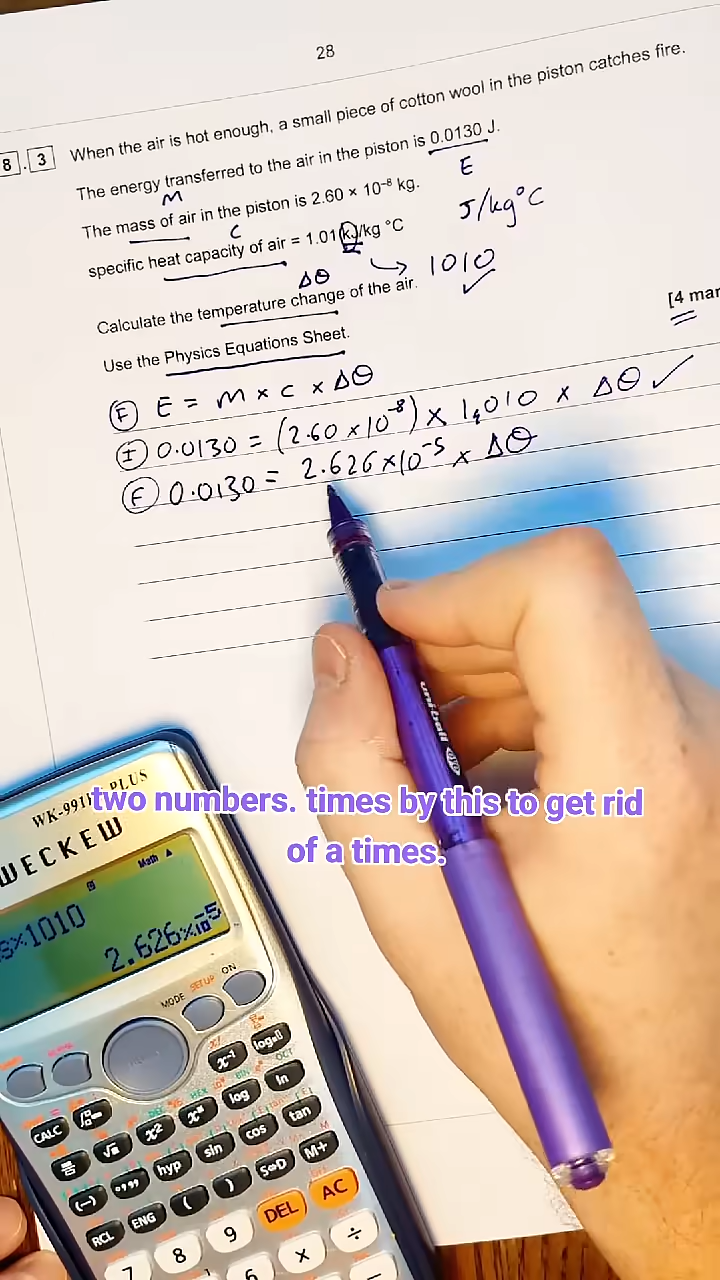 28
8 . 3 When the air is hot enough, a small piece of cotton wool in the piston catches fire.
The energy transferred to the air in the piston is 0.0130 J.
M E
The mass of air in the piston is 2.60 × 10⁻⁸ kg.
C J/kg°C
specific heat capacity of air = 1.01 kJ/kg °C
Δθ → 1010 ✓
Calculate the temperature change of the air.
[4 mar
Use the Physics Equations Sheet.
(F) E = m × c × Δθ
(I) 0.0130 = (2.60 × 10⁻⁸) × 1,010 × Δθ ✓
(F) 0.0130 = 2.626 × 10⁻⁵ × Δθ
uni-ball eye
two numbers. times by this to get rid
of a times.
WK-991 PLUS
WECKEW
Math ▲
×1010
2.626×10⁻⁵
MODE SETUP ON
x⁻¹ log
CALC √ x² log ln
(−) hyp sin cos tan
RCL ENG ( ) S⇔D M+
7 8 9 DEL AC
6 × ÷
−